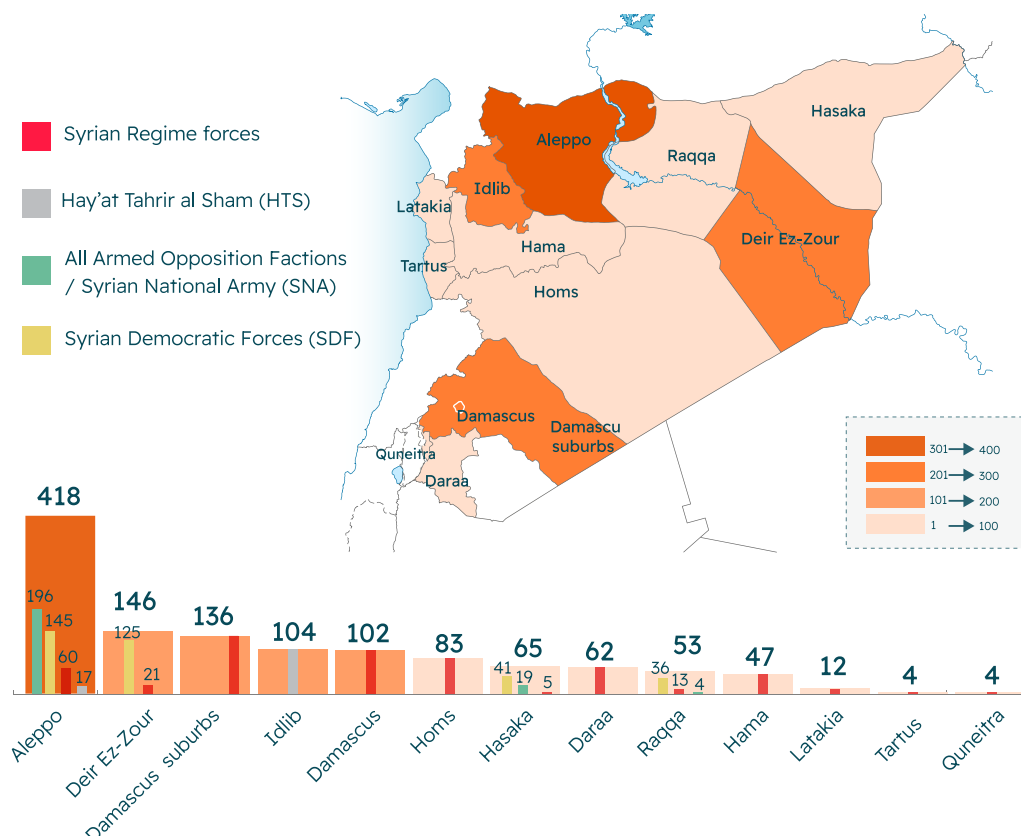 Syrian Regime forces
Hay'at Tahrir al Sham (HTS)
All Armed Opposition Factions
/ Syrian National Army (SNA)
Syrian Democratic Forces (SDF)
Aleppo
Hasaka
Raqqa
Idlib
Latakia
Deir Ez-Zour
Hama
Tartus
Homs
Damascus
Damascu
suburbs
Quneitra
Daraa
301 → 400
201 → 300
101 → 200
1 → 100
418
196
145
60
17
146
125
21
136
104
102
83
65
41
19
5
62
53
36
13
4
47
12
4
4
Aleppo
Deir Ez-Zour
Damascus suburbs
Idlib
Damascus
Homs
Hasaka
Daraa
Raqqa
Hama
Latakia
Tartus
Quneitra